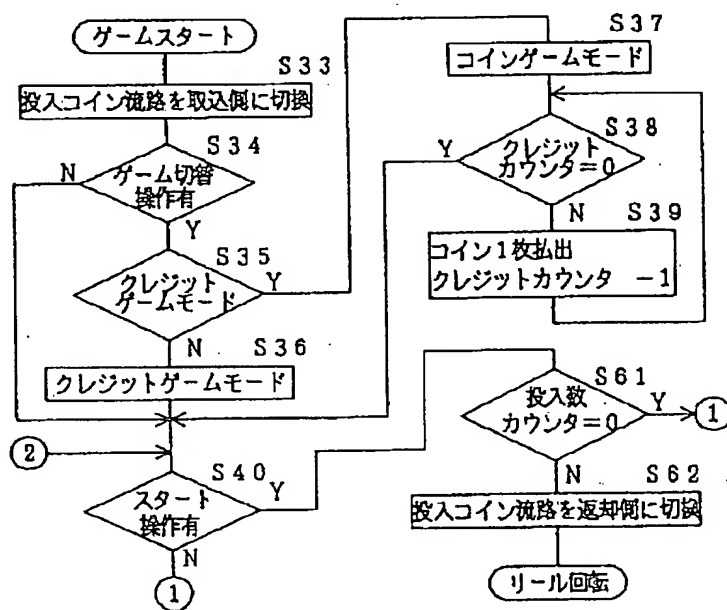 ゲームスタート
S33
投入コイン流路を取込側に切換
S34
N
ゲーム切替
操作有
Y
S35
クレジット
ゲームモード
Y
N
S36
クレジットゲームモード
2
S40
スタート
操作有
Y
N
1
S37
コインゲームモード
S38
Y
クレジット
カウンタ=0
N
S39
コイン1枚払出
クレジットカウンタ −1
S61
投入数
カウンタ=0
Y
1
N
S62
投入コイン流路を返却側に切換
リール回転